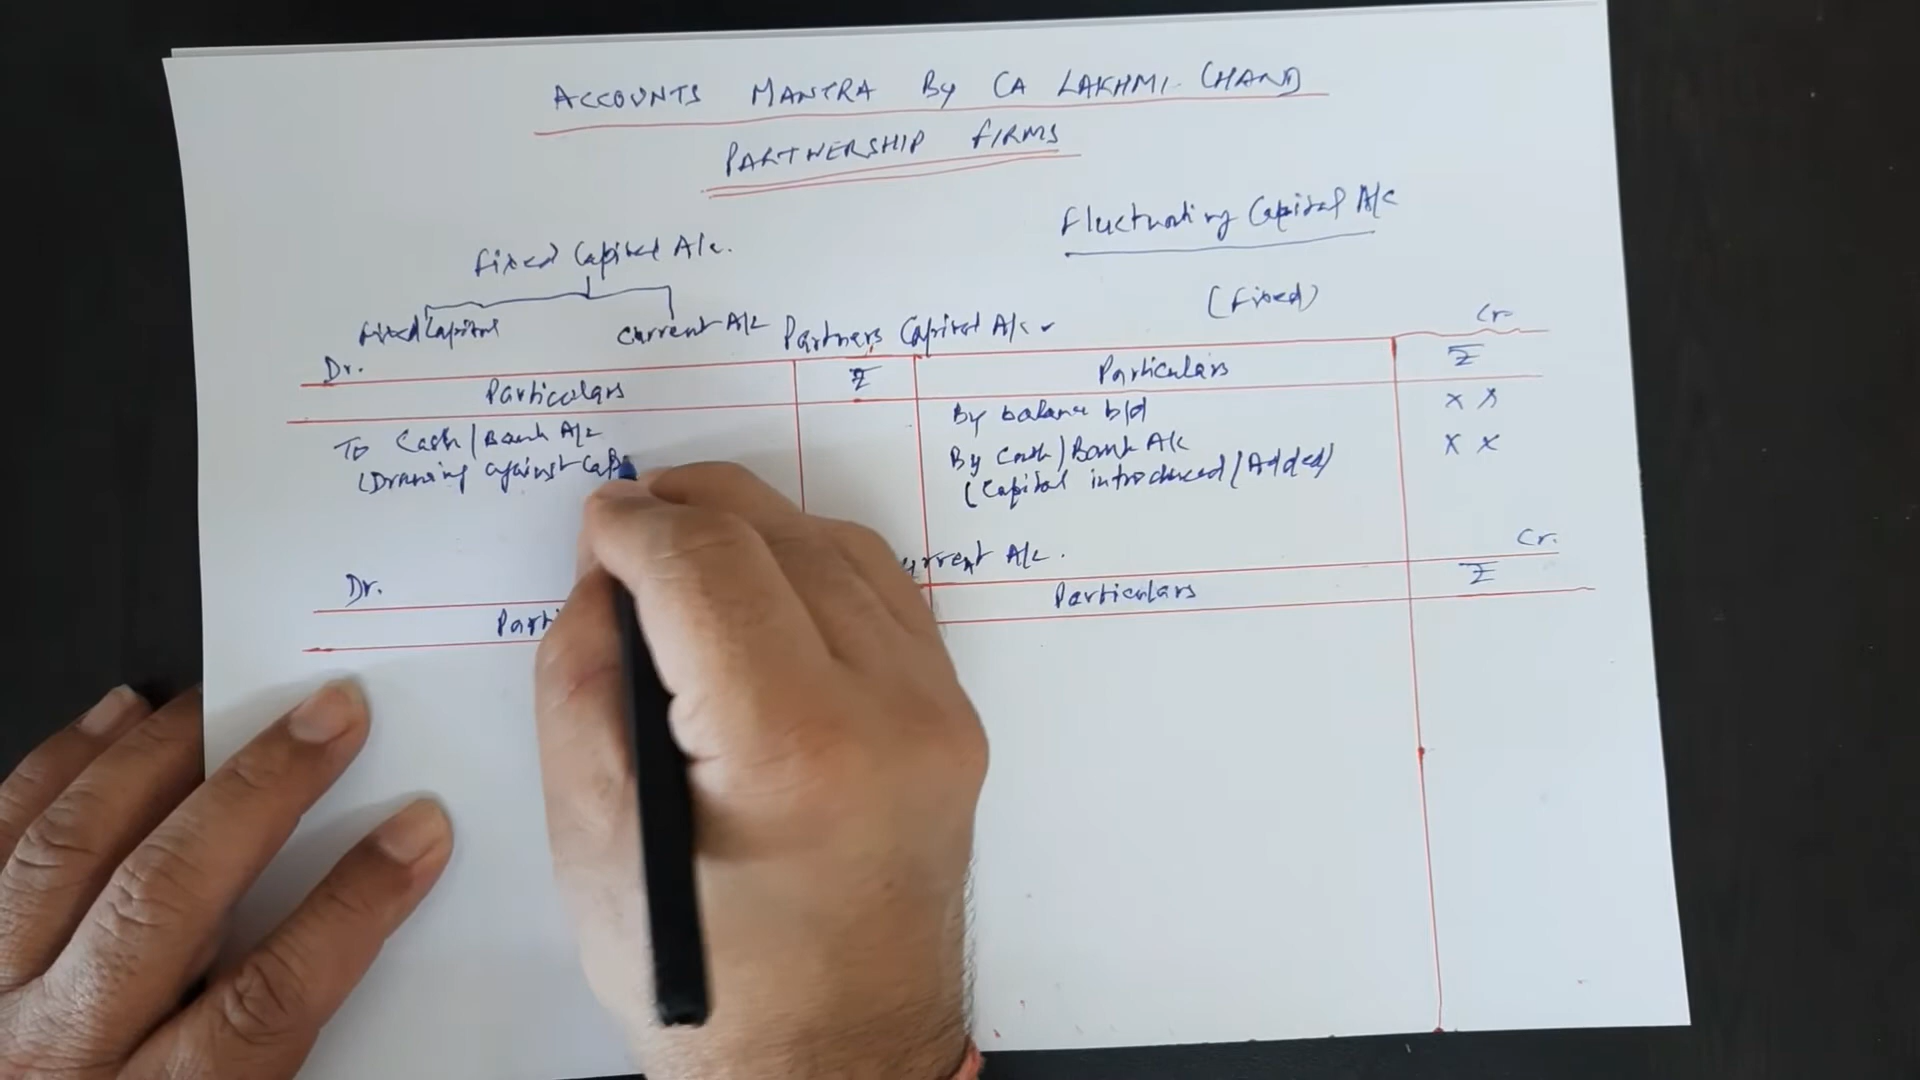 ACCOUNTS MANTRA By CA LAKHMI CHAND
PARTNERSHIP FIRMS
Fluctuating Capital A/c
Fixed Capital A/c.
Fixed Capital
Current A/c
Partners Capital A/c
(Fixed)
Dr.
Cr.
Particulars ₹ Particulars ₹
To Cash/Bank A/c
(Drawing against Cap
By balance b/d x x
By Cash/Bank A/c x x
(Capital introduced/Added)
A/c.
Dr.
Cr.
Particulars ₹